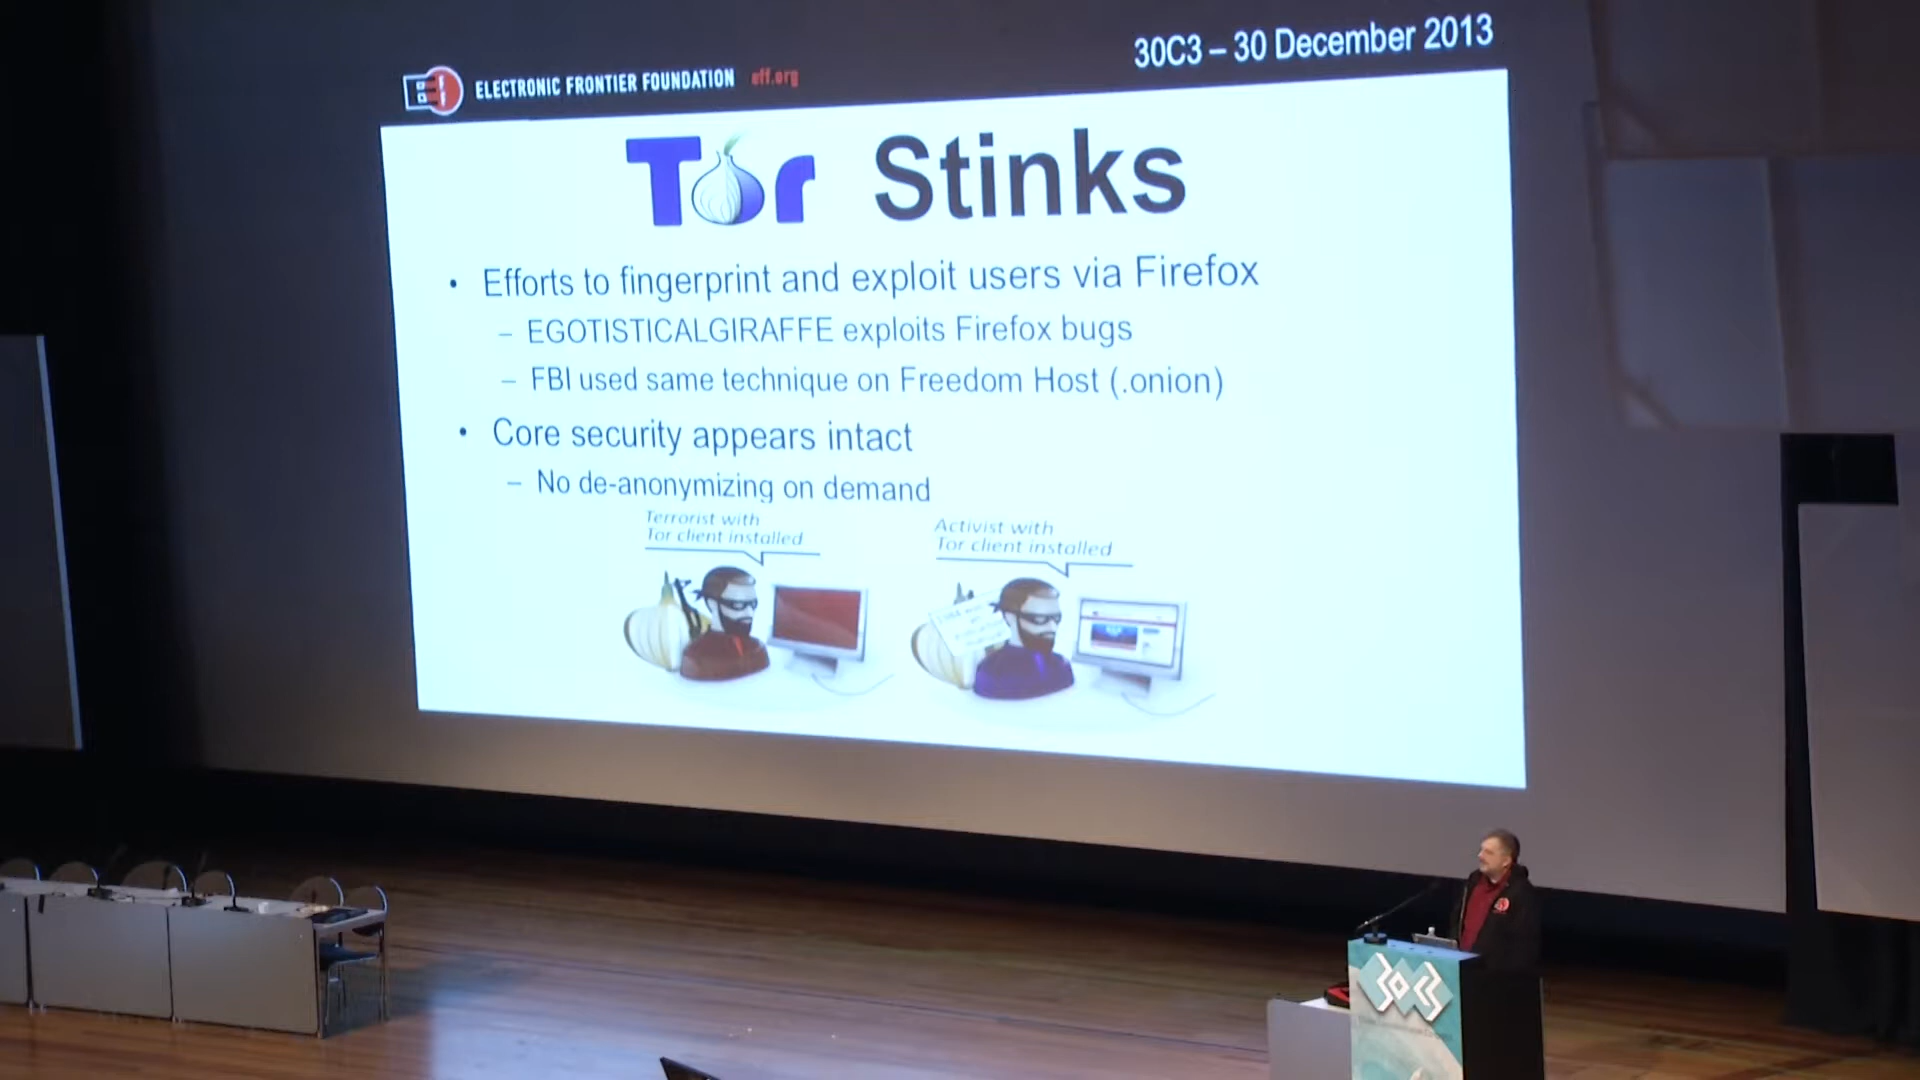 30C3 – 30 December 2013
ELECTRONIC FRONTIER FOUNDATION eff.org
Tor Stinks
• Efforts to fingerprint and exploit users via Firefox
– EGOTISTICALGIRAFFE exploits Firefox bugs
– FBI used same technique on Freedom Host (.onion)
• Core security appears intact
– No de-anonymizing on demand
Terrorist with
Tor client installed
Activist with
Tor client installed
30C3